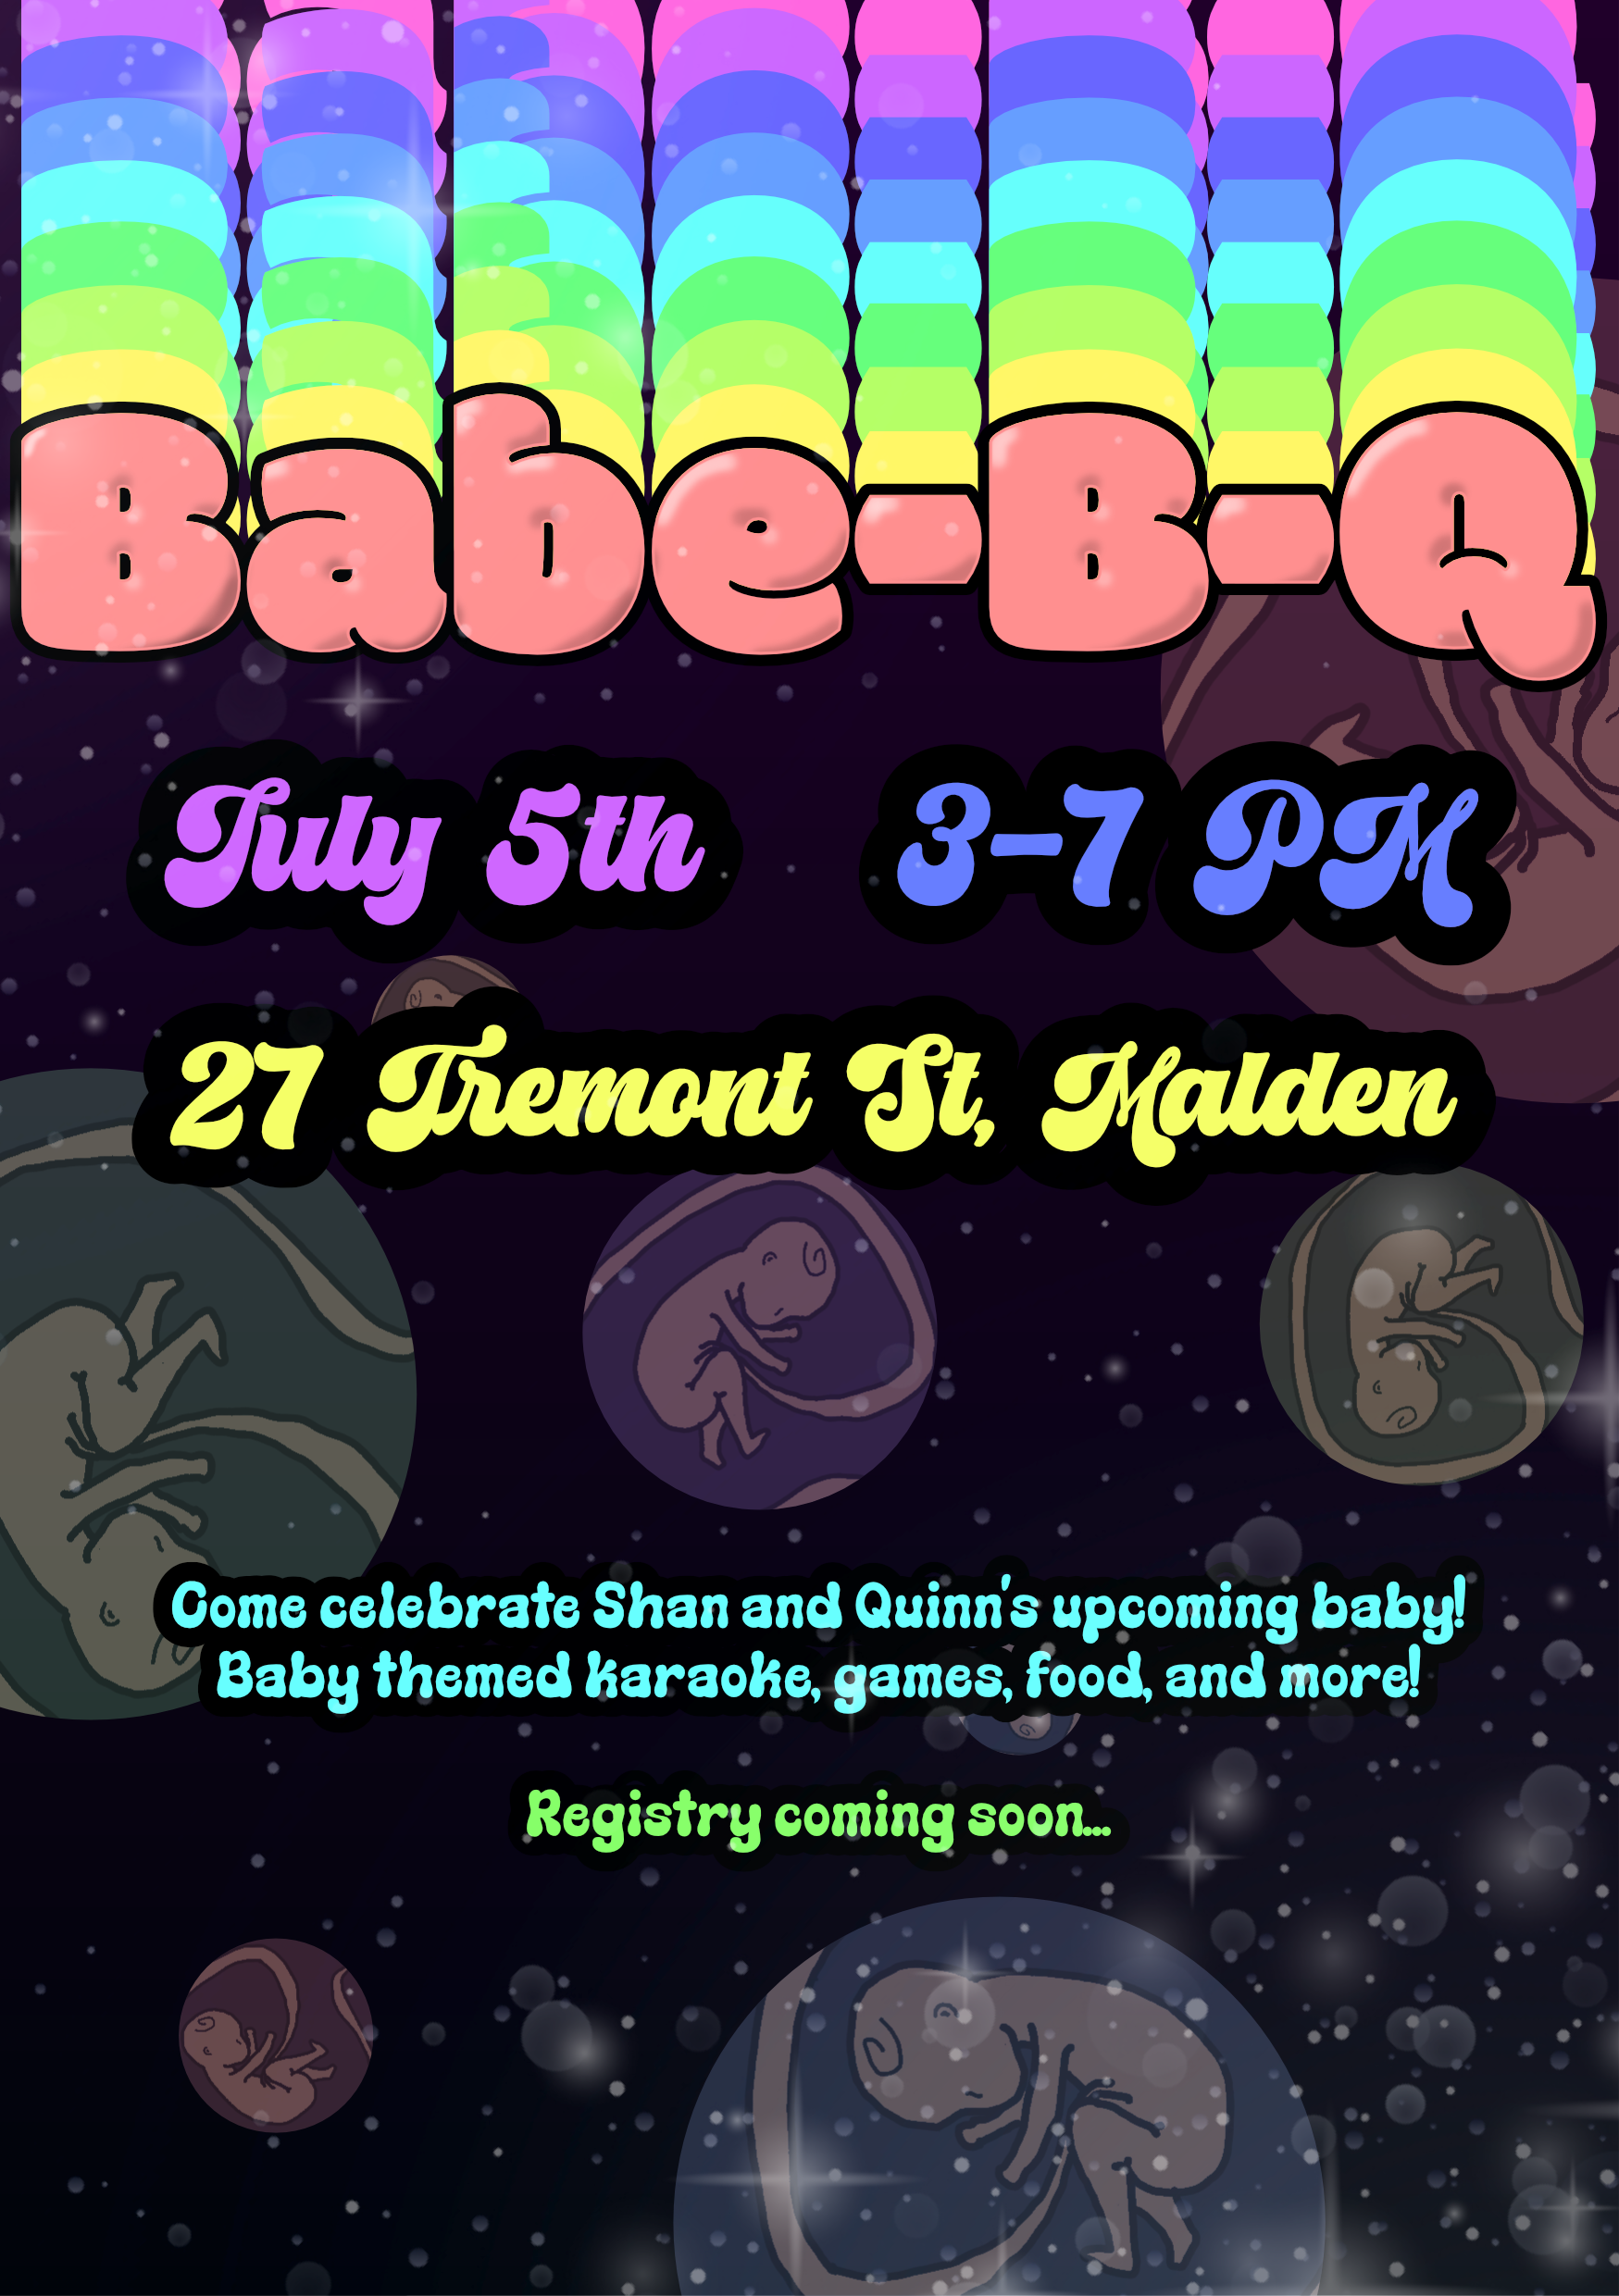 Babe-B-Q
July 5th 3-7 PM
27 Tremont St, Malden
Come celebrate Shan and Quinn's upcoming baby!
Baby themed karaoke, games, food, and more!
Registry coming soon...